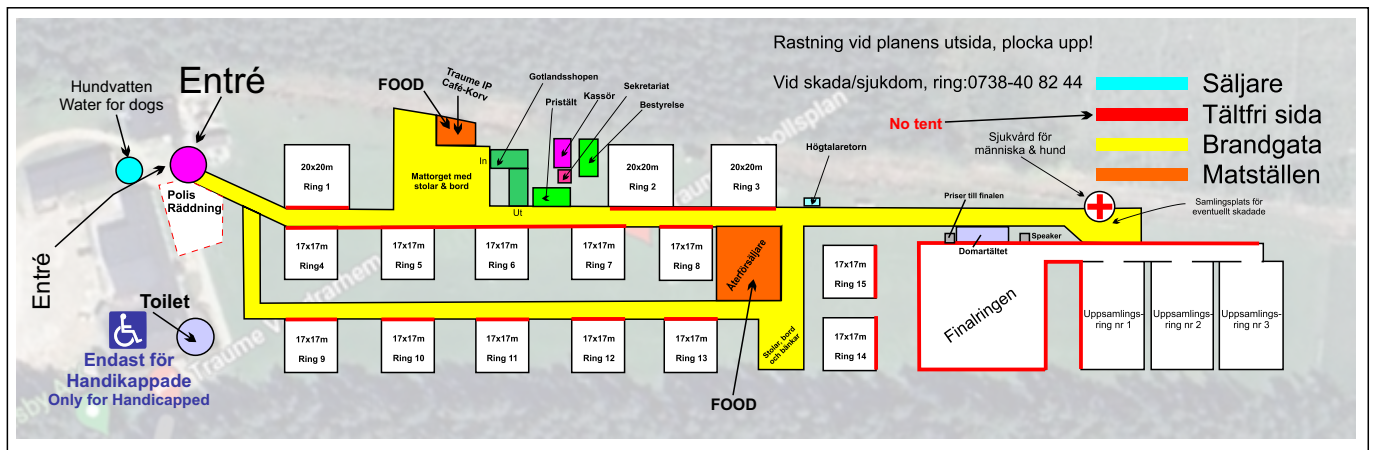 Rastning vid planens utsida, plocka upp!
Vid skada/sjukdom, ring:0738-40 82 44
Säljare
No tent
Tältfri sida
Brandgata
Matställen
Hundvatten
Water for dogs
Entré
FOOD
Traume IP
Café-Korv
Gotlandsshopen
Pristält
Kassör
Sekretariat
Bestyrelse
Högtalaretorn
Sjukvård för
människa & hund
Samlingsplats för
eventuellt skadade
In
Ut
Mattorget med
stolar & bord
20x20m
Ring 1
20x20m
Ring 2
20x20m
Ring 3
Polis
Räddning
Entré
Priser till finalen
Speaker
Domartältet
17x17m
Ring4
17x17m
Ring 5
17x17m
Ring 6
17x17m
Ring 7
17x17m
Ring 8
Återförsäljare
17x17m
Ring 15
Finalringen
Uppsamlings-
ring nr 1
Uppsamlings-
ring nr 2
Uppsamlings-
ring nr 3
Toilet
Endast för
Handikappade
Only for Handicapped
17x17m
Ring 9
17x17m
Ring 10
17x17m
Ring 11
17x17m
Ring 12
17x17m
Ring 13
Stolar, bord
och bänkar
17x17m
Ring 14
FOOD